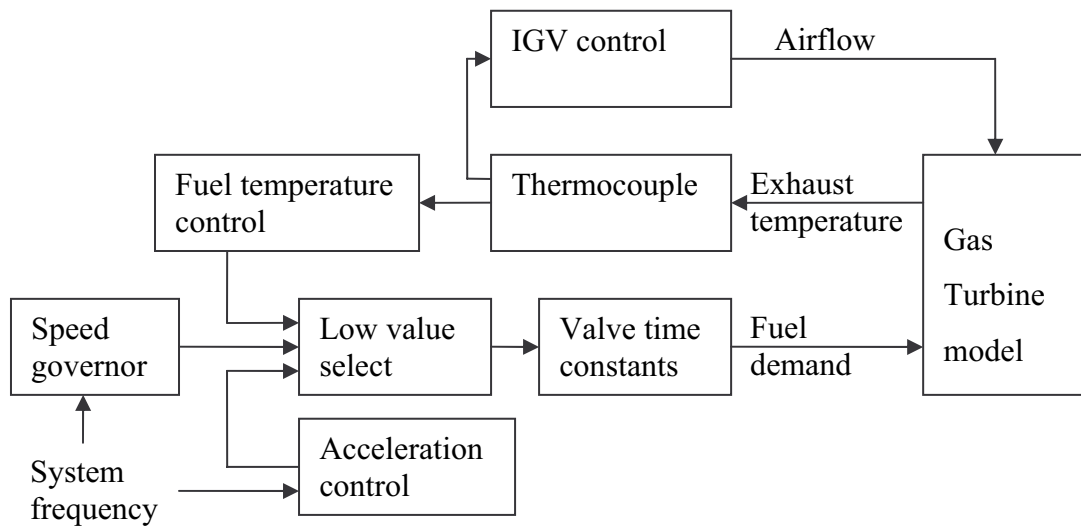 IGV control
Airflow
Fuel temperature
control
Thermocouple
Exhaust
temperature
Gas
Turbine
model
Speed
governor
Low value
select
Valve time
constants
Fuel
demand
System
frequency
Acceleration
control